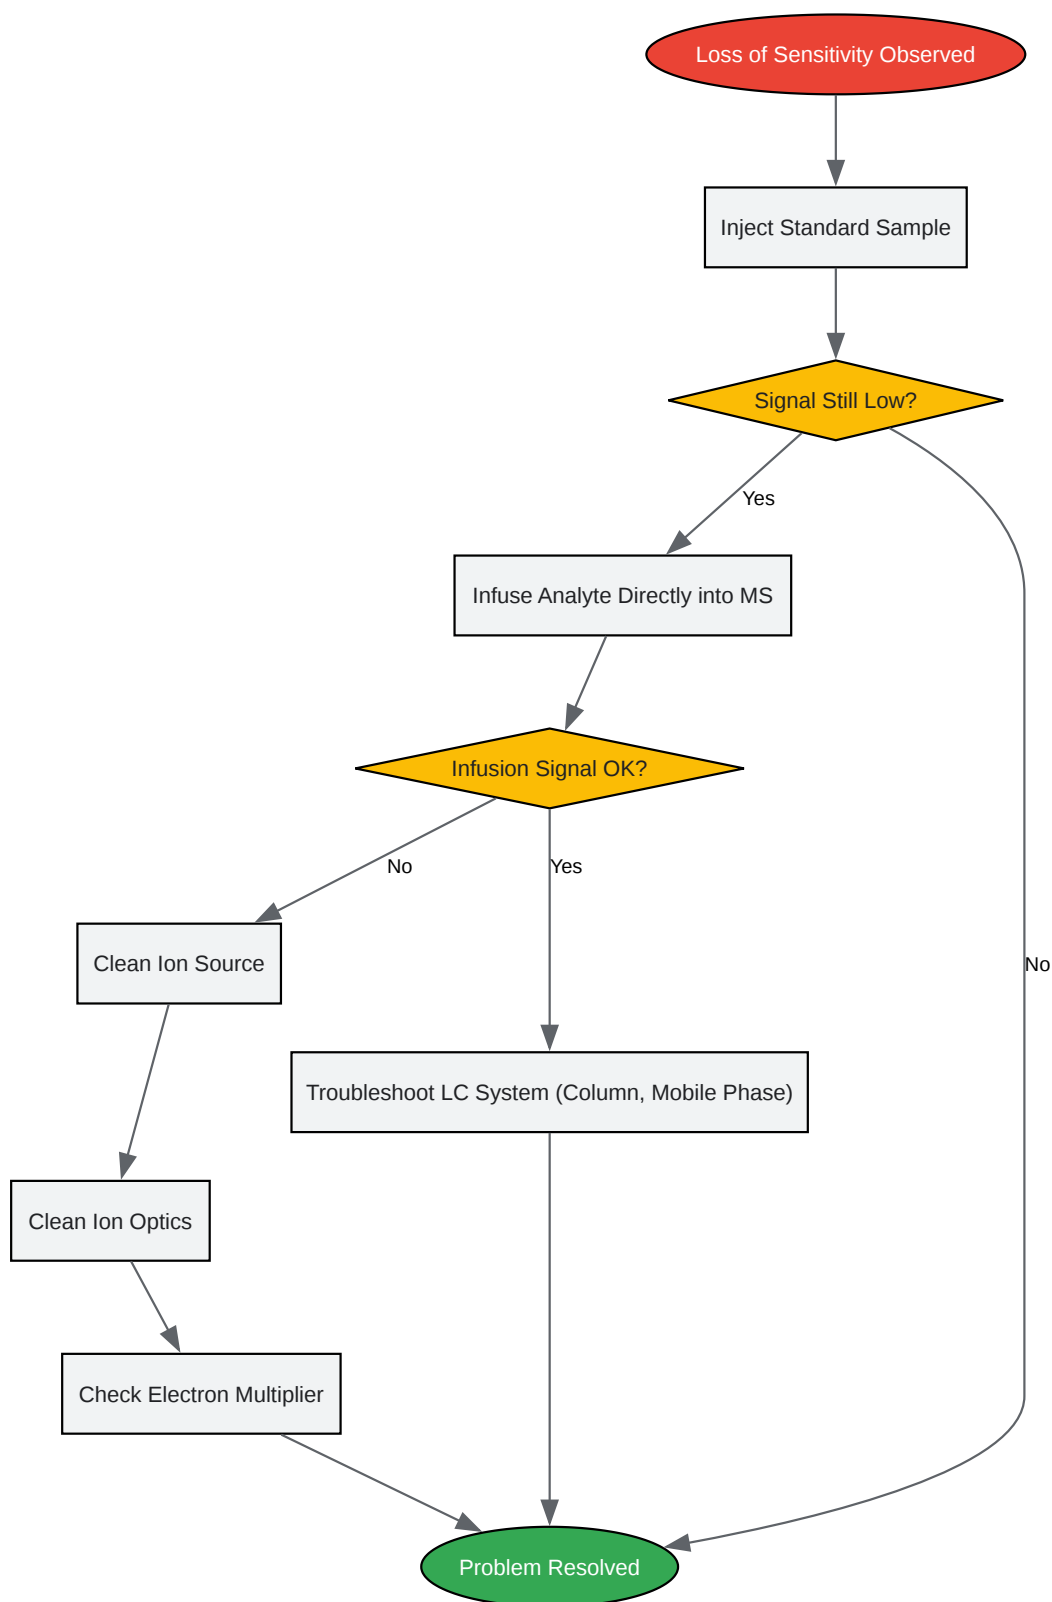 Loss of Sensitivity Observed
Inject Standard Sample
Signal Still Low?
Yes
Infuse Analyte Directly into MS
Infusion Signal OK?
No
Yes
Clean Ion Source
No
Troubleshoot LC System (Column, Mobile Phase)
Clean Ion Optics
Check Electron Multiplier
Problem Resolved